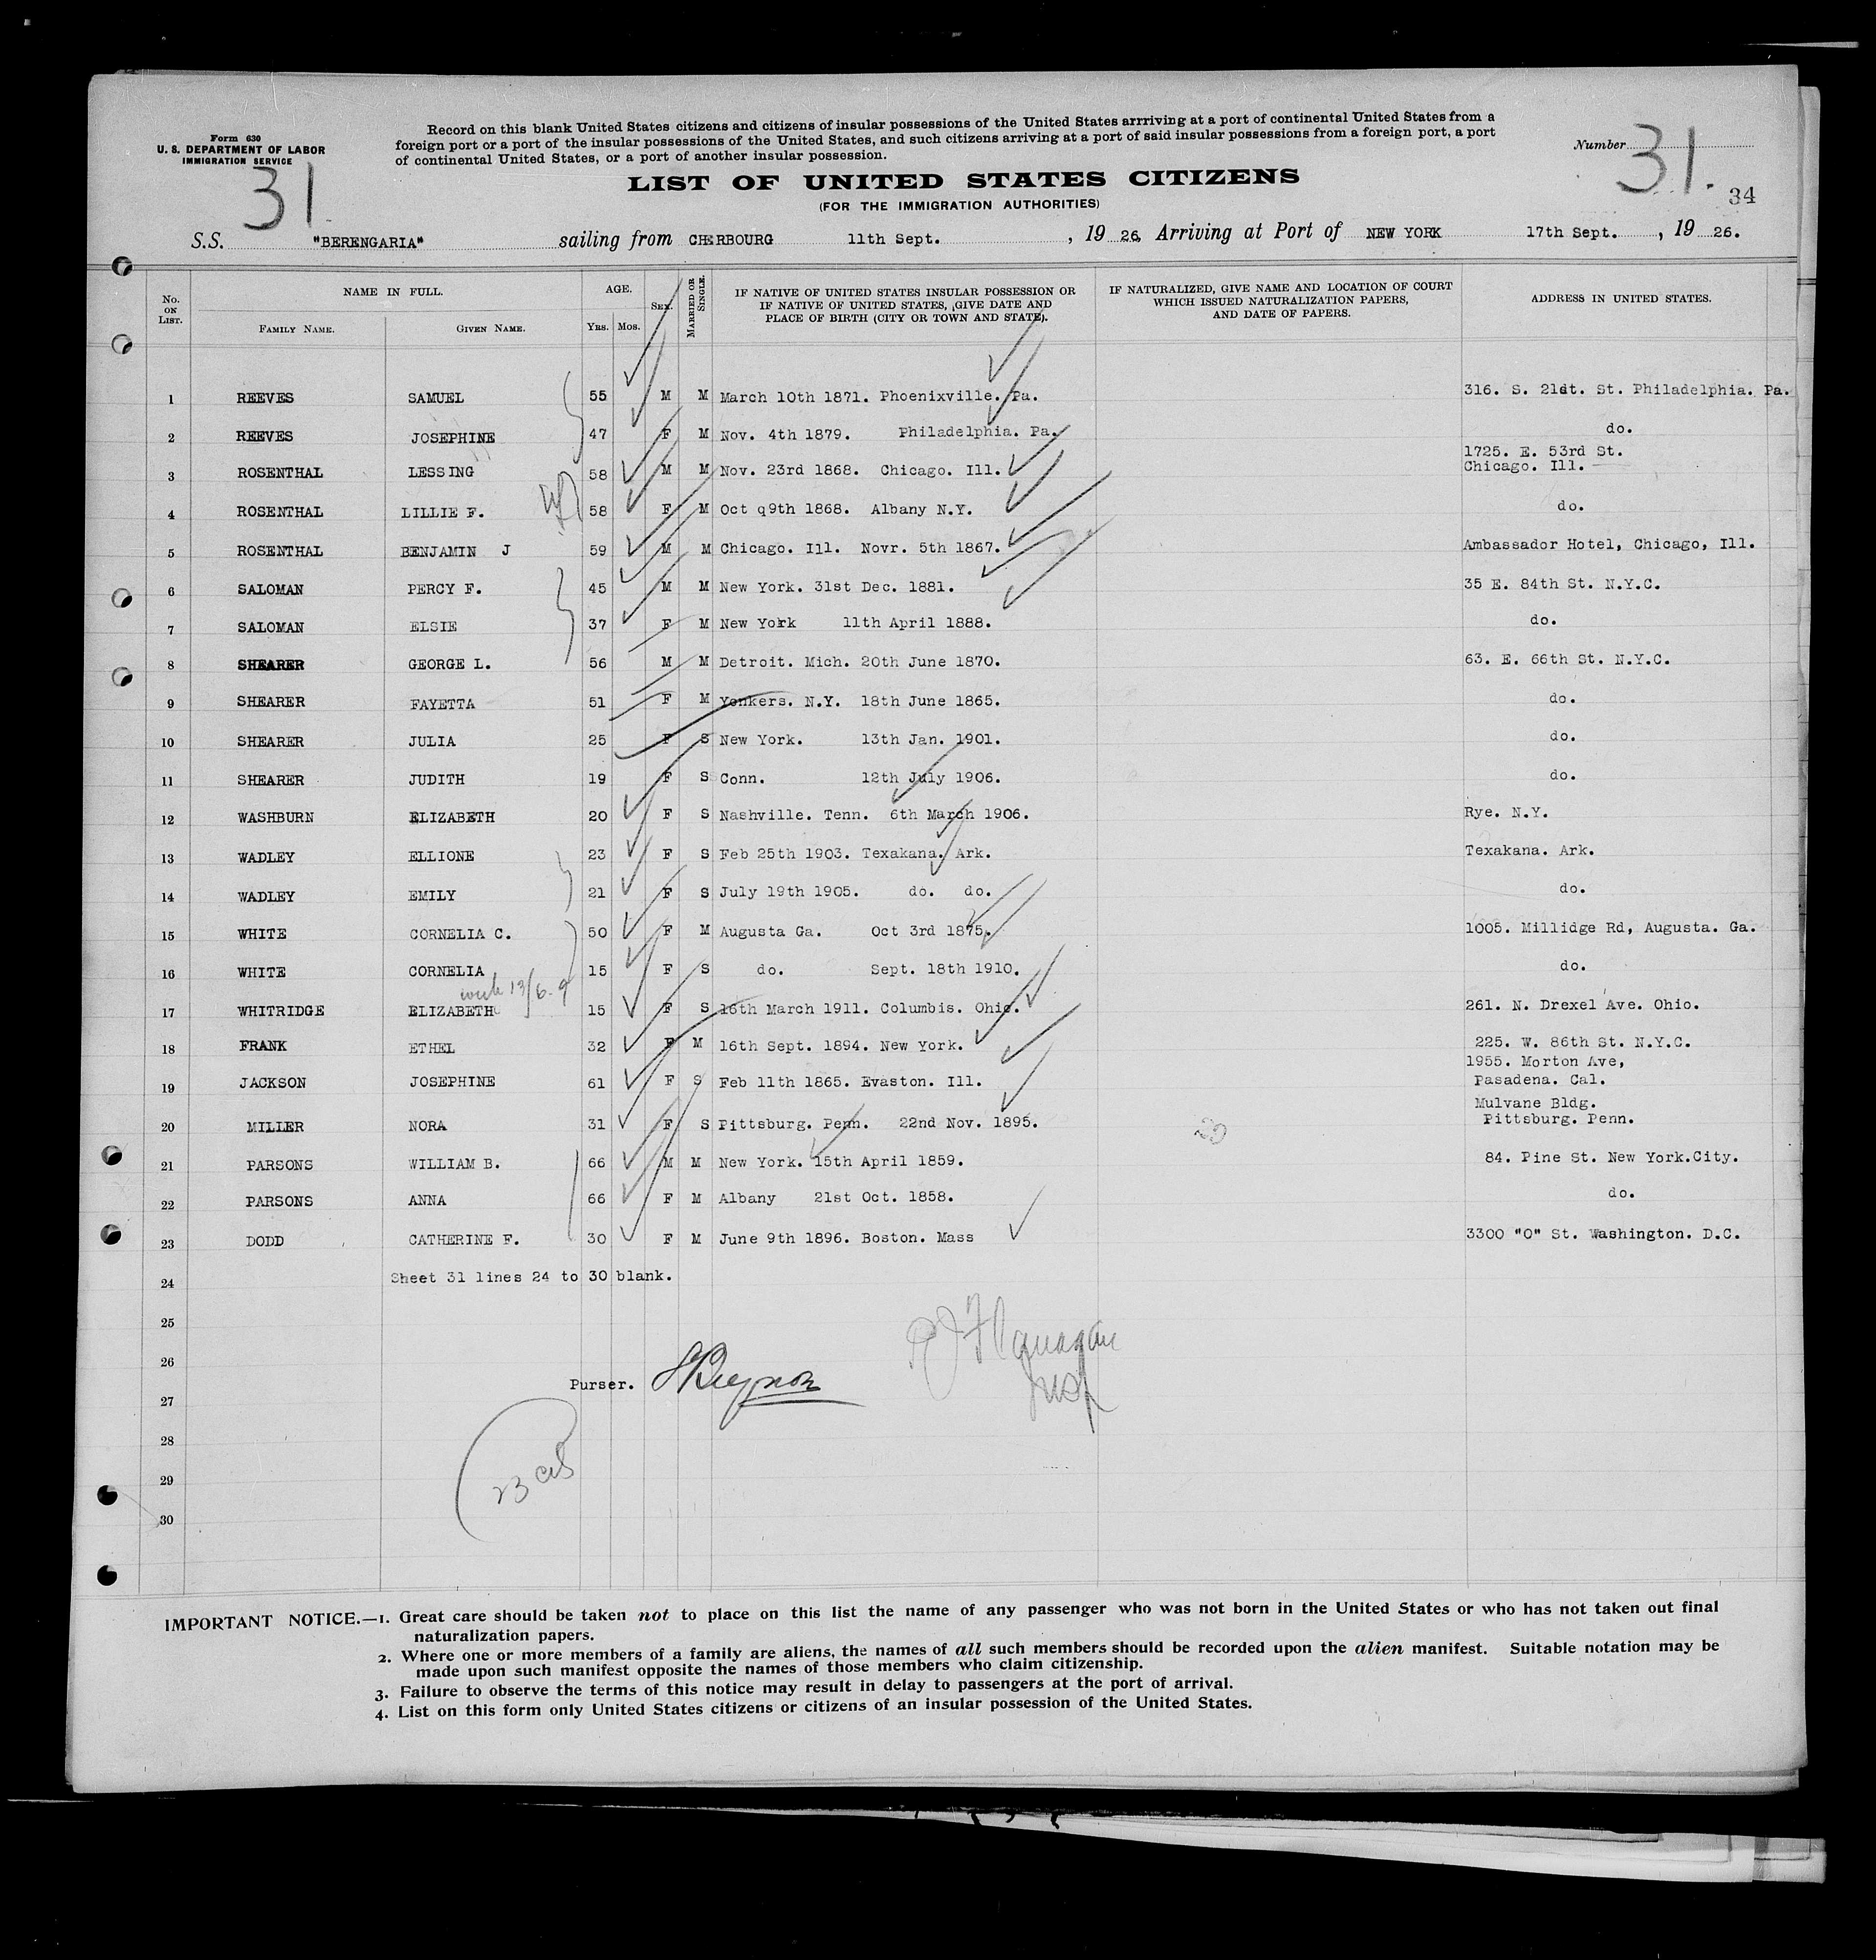 Form 630
U. S. DEPARTMENT OF LABOR
IMMIGRATION SERVICE
31
Record on this blank United States citizens and citizens of insular possessions of the United States arrriving at a port of continental United States from a
foreign port or a port of the insular possessions of the United States, and such citizens arriving at a port of said insular possessions from a foreign port, a port
of continental United States, or a port of another insular possession.
Number 31.
34
LIST OF UNITED STATES CITIZENS
(FOR THE IMMIGRATION AUTHORITIES)
S.S. "BERENGARIA" sailing from CHERBOURG 11th Sept. , 19 26, Arriving at Port of NEW YORK 17th Sept. , 19 26.
No. ON LIST. NAME IN FULL. FAMILY NAME. GIVEN NAME. AGE. YRS. MOS. SEX. MARRIED OR SINGLE. IF NATIVE OF UNITED STATES INSULAR POSSESSION OR IF NATIVE OF UNITED STATES, GIVE DATE AND PLACE OF BIRTH (CITY OR TOWN AND STATE). IF NATURALIZED, GIVE NAME AND LOCATION OF COURT WHICH ISSUED NATURALIZATION PAPERS, AND DATE OF PAPERS. ADDRESS IN UNITED STATES.
1 REEVES SAMUEL 55 M M March 10th 1871. Phoenixville. Pa. 316. S. 21dt. St. Philadelphia. Pa.
2 REEVES JOSEPHINE 47 F M Nov. 4th 1879. Philadelphia. Pa. do.
3 ROSENTHAL LESSING 58 M M Nov. 23rd 1868. Chicago. Ill. 1725. E. 53rd St. Chicago. Ill.
4 ROSENTHAL LILLIE F. 58 F M Oct q9th 1868. Albany N.Y. do.
5 ROSENTHAL BENJAMIN J 59 M M Chicago. Ill. Novr. 5th 1867. Ambassador Hotel, Chicago, Ill.
6 SALOMAN PERCY F. 45 M M New York. 31st Dec. 1881. 35 E. 84th St. N.Y.C.
7 SALOMAN ELSIE 37 F M New York 11th April 1888. do.
8 SHEARER GEORGE L. 56 M M Detroit. Mich. 20th June 1870. 63. E. 66th St. N.Y.C.
9 SHEARER FAYETTA 51 F M Yonkers. N.Y. 18th June 1865. do.
10 SHEARER JULIA 25 F S New York. 13th Jan. 1901. do.
11 SHEARER JUDITH 19 F S Conn. 12th July 1906. do.
12 WASHBURN ELIZABETH 20 F S Nashville. Tenn. 6th March 1906. Rye. N.Y.
13 WADLEY ELLIONE 23 F S Feb 25th 1903. Texakana. Ark. Texakana. Ark.
14 WADLEY EMILY 21 F S July 19th 1905. do. do. do.
15 WHITE CORNELIA C. 50 F M Augusta Ga. Oct 3rd 1875. 1005. Millidge Rd, Augusta. Ga.
16 WHITE CORNELIA 15 F S do. Sept. 18th 1910. do.
17 WHITRIDGE ELIZABETH 15 F S 16th March 1911. Columbis. Ohio. 261. N. Drexel Ave. Ohio.
18 FRANK ETHEL 32 F M 16th Sept. 1894. New York. 225. W. 86th St. N.Y.C.
19 JACKSON JOSEPHINE 61 F S Feb 11th 1865. Evaston. Ill. 1955. Morton Ave, Pasadena. Cal.
20 MILLER NORA 31 F S Pittsburg. Penn. 22nd Nov. 1895. Mulvane Bldg. Pittsburg. Penn.
21 PARSONS WILLIAM B. 66 M M New York. 15th April 1859. 84. Pine St. New York.City.
22 PARSONS ANNA 66 F M Albany 21st Oct. 1858. do.
23 DODD CATHERINE F. 30 F M June 9th 1896. Boston. Mass 3300 "O" St. Washington. D.C.
24 Sheet 31 lines 24 to 30 blank.
25
26
Purser.
27
28
29
30
IMPORTANT NOTICE.—1. Great care should be taken not to place on this list the name of any passenger who was not born in the United States or who has not taken out final
naturalization papers.
2. Where one or more members of a family are aliens, the names of all such members should be recorded upon the alien manifest. Suitable notation may be
made upon such manifest opposite the names of those members who claim citizenship.
3. Failure to observe the terms of this notice may result in delay to passengers at the port of arrival.
4. List on this form only United States citizens or citizens of an insular possession of the United States.